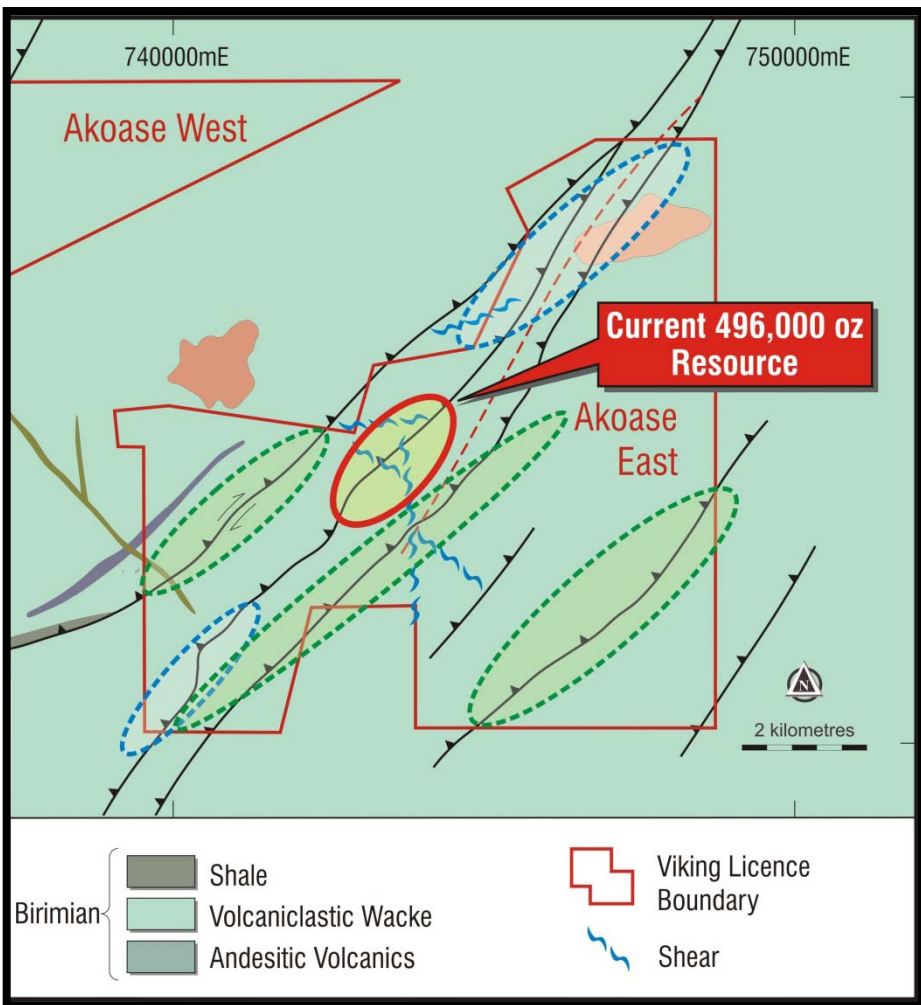 740000mE
750000mE
Akoase West
Current 496,000 oz
Resource
Akoase
East
N
2 kilometres
Birimian
Shale
Volcaniclastic Wacke
Andesitic Volcanics
Viking Licence
Boundary
Shear